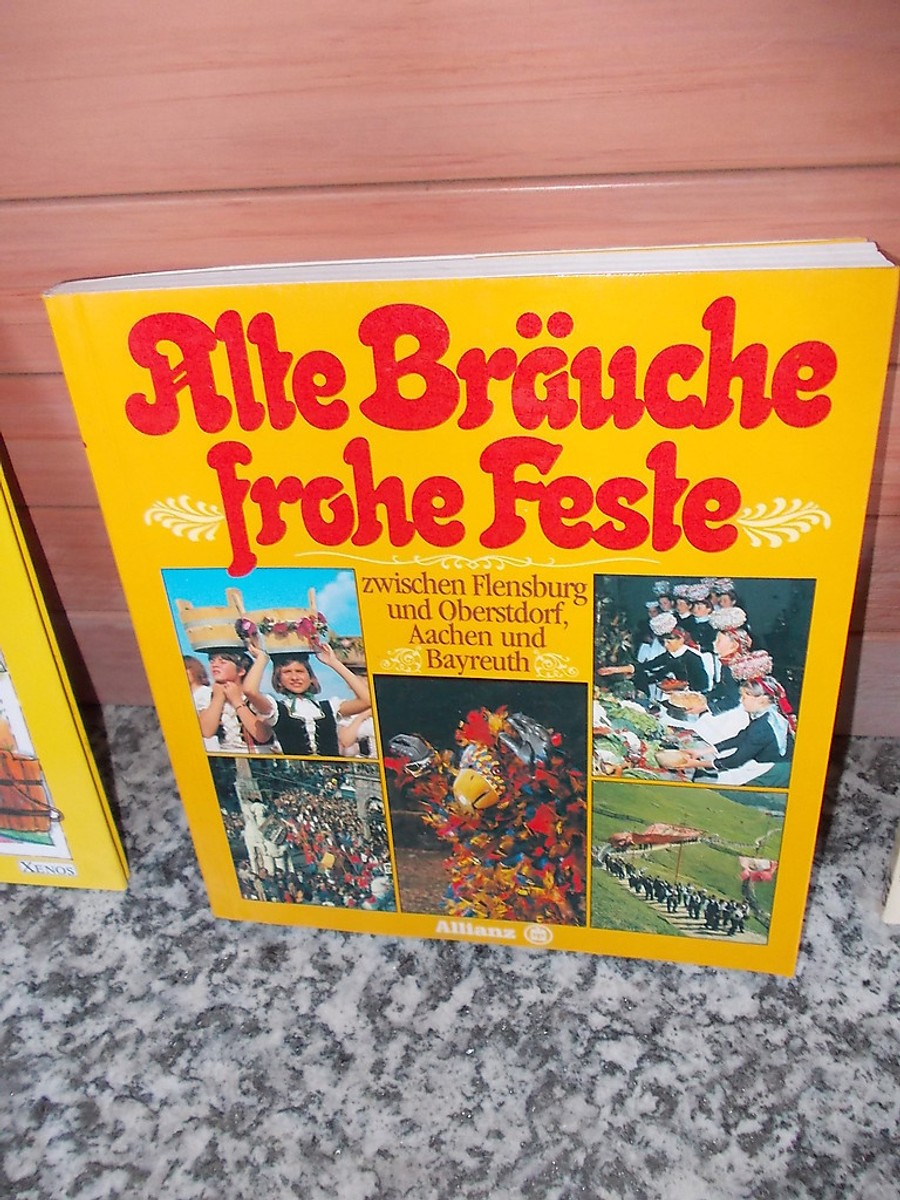 Alte Bräuche
frohe Feste
zwischen Flensburg
und Oberstdorf,
Aachen und
Bayreuth
Allianz
XENOS